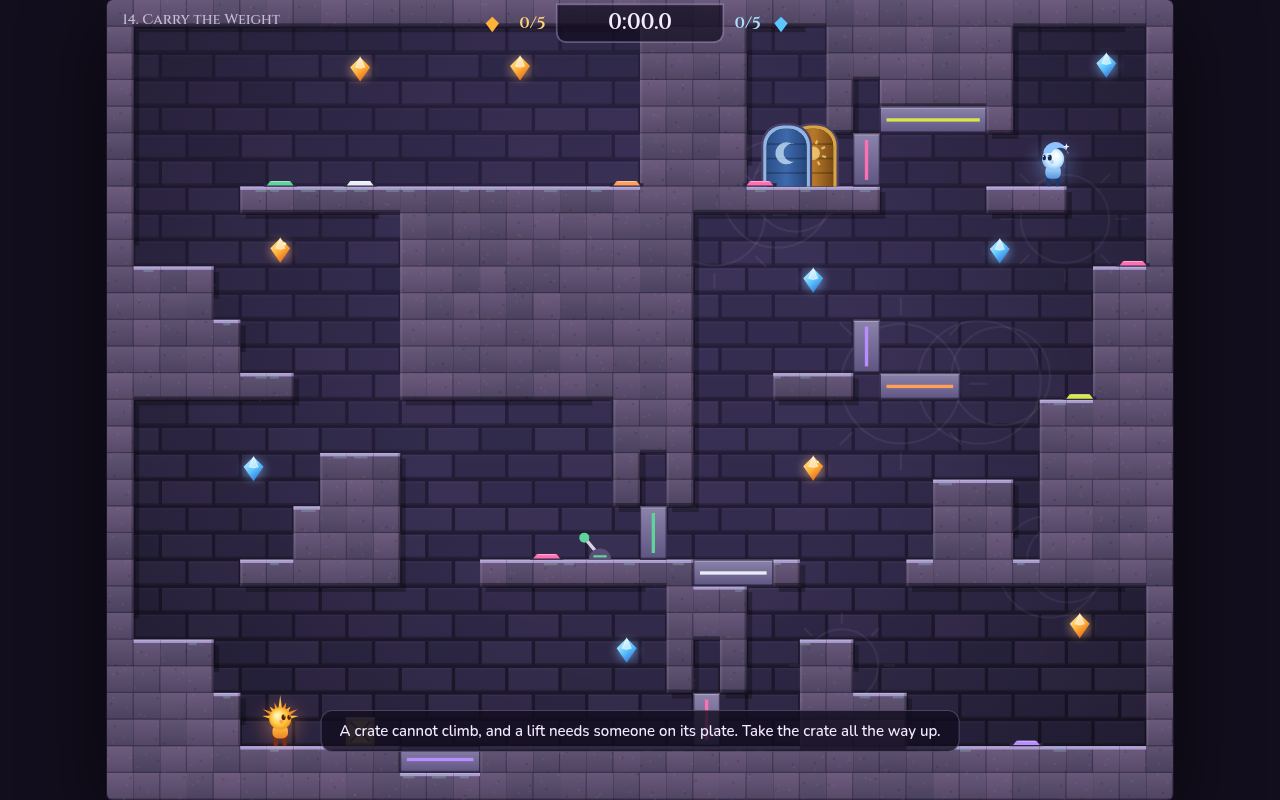 14. Carry the Weight
0/5
0:00.0
0/5
A crate cannot climb, and a lift needs someone on its plate. Take the crate all the way up.